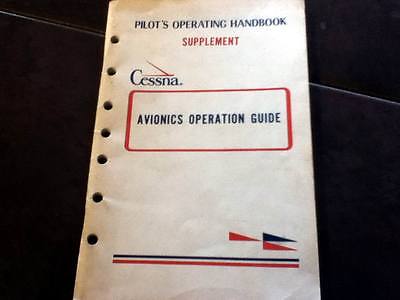 PILOT'S OPERATING HANDBOOK
SUPPLEMENT
Cessna
AVIONICS OPERATION GUIDE